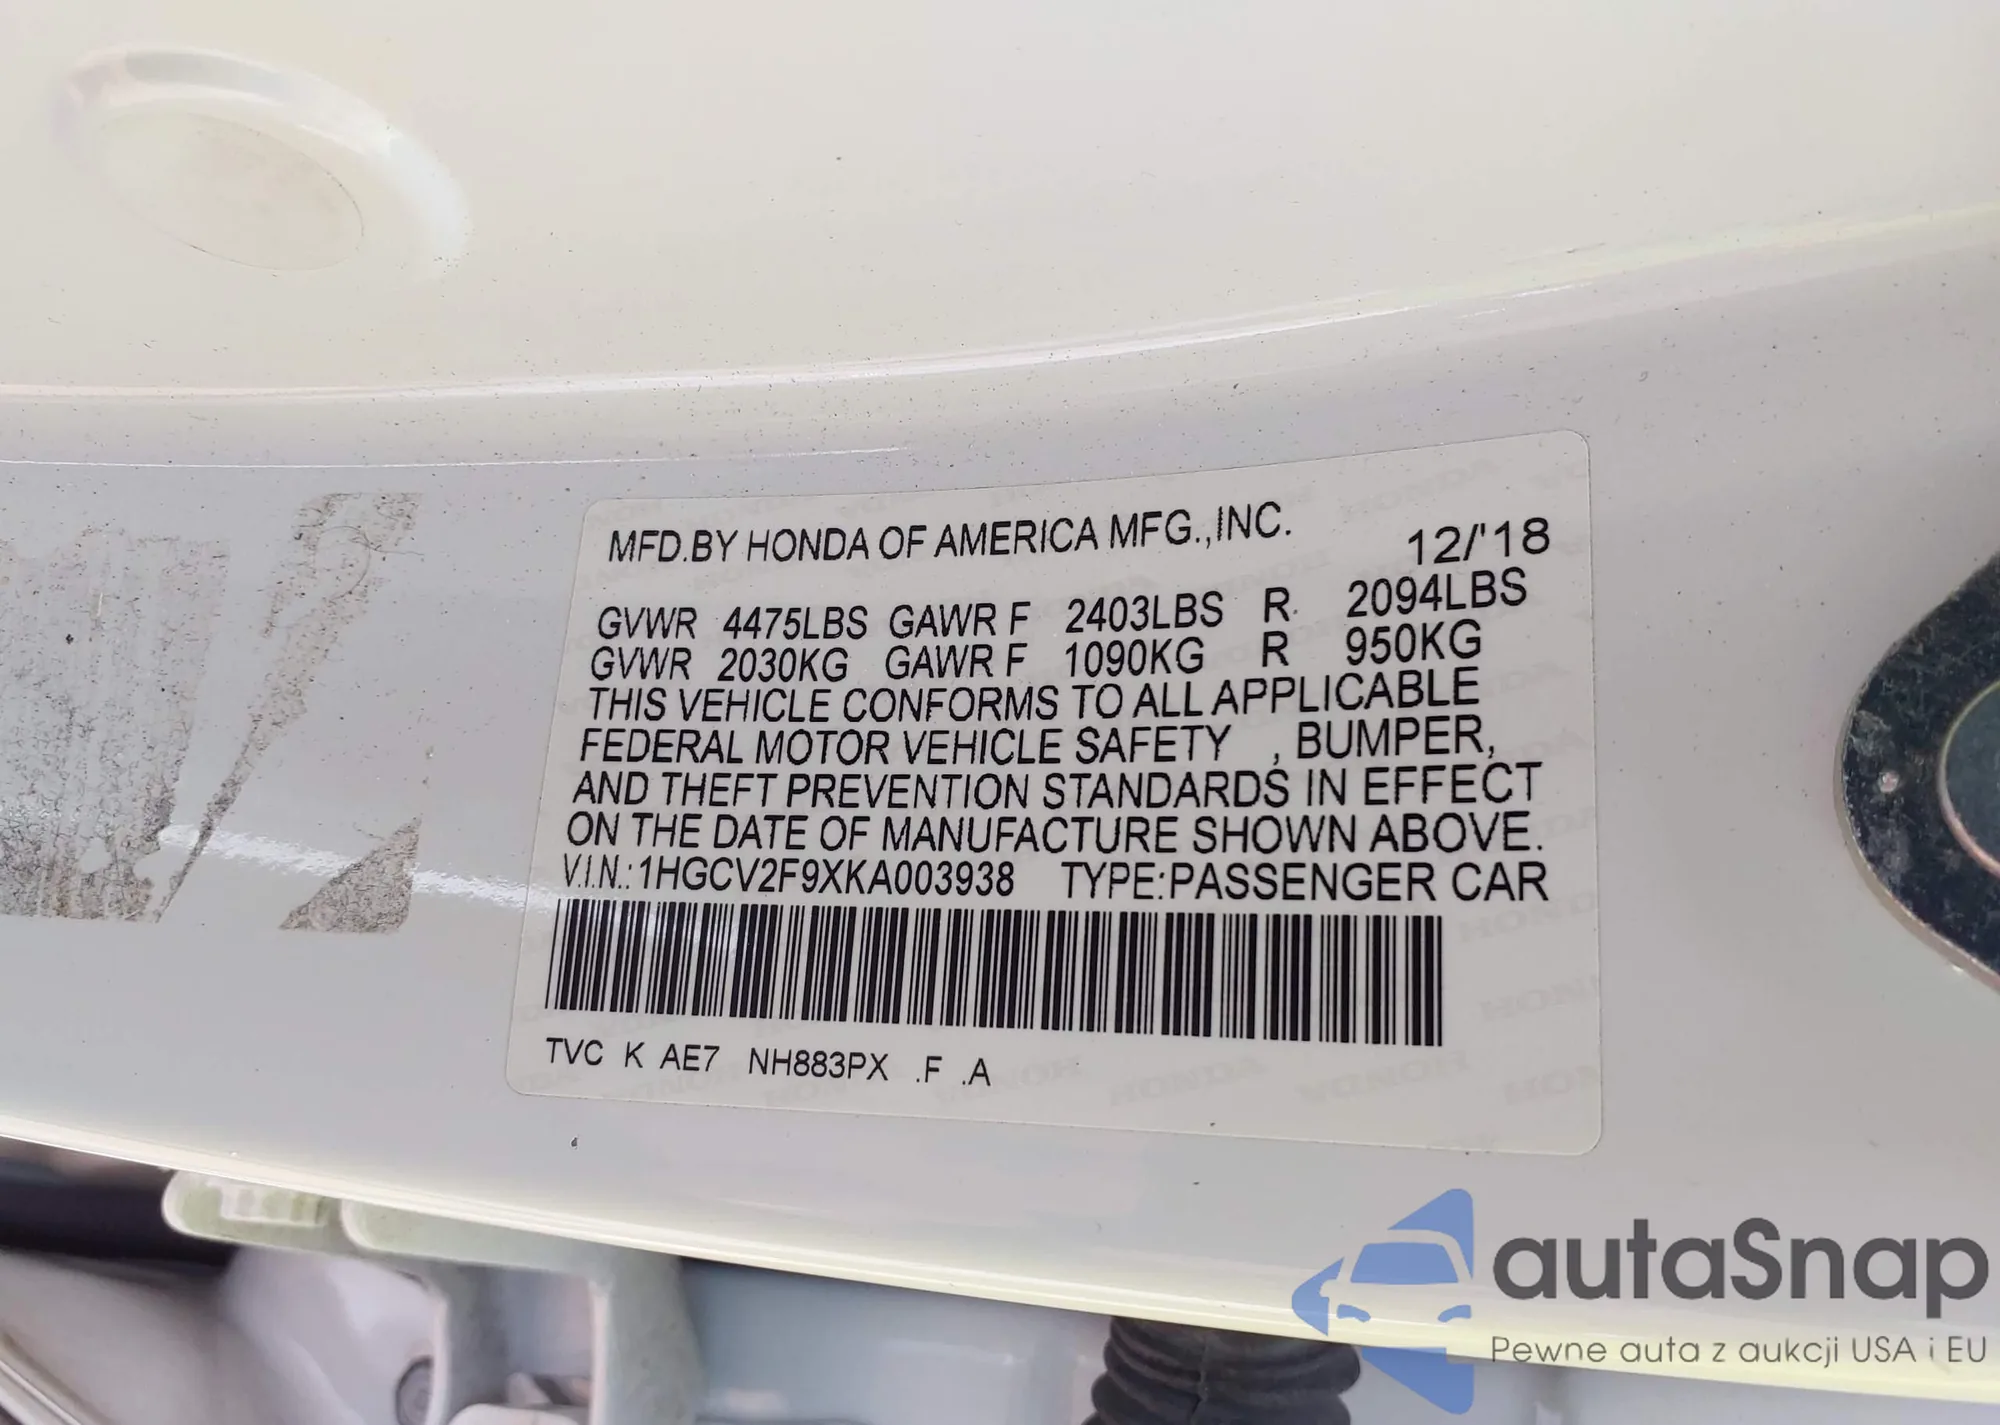 MFD.BY HONDA OF AMERICA MFG.,INC. 12/'18
GVWR 4475LBS GAWR F 2403LBS R 2094LBS
GVWR 2030KG GAWR F 1090KG R 950KG
THIS VEHICLE CONFORMS TO ALL APPLICABLE
FEDERAL MOTOR VEHICLE SAFETY , BUMPER,
AND THEFT PREVENTION STANDARDS IN EFFECT
ON THE DATE OF MANUFACTURE SHOWN ABOVE.
V.I.N.: 1HGCV2F9XKA003938 TYPE:PASSENGER CAR
TVC K AE7 NH883PX .F .A
autaSnap
Pewne auta z aukcji USA i EU